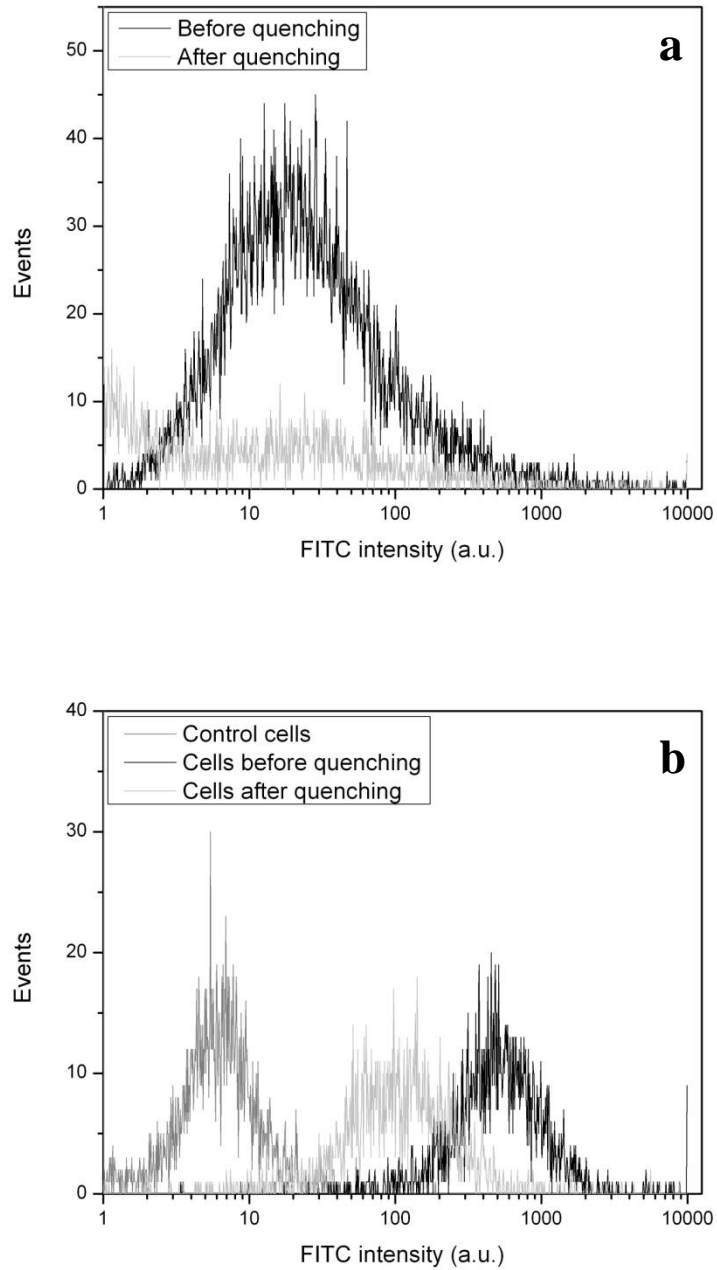 a
Before quenching
After quenching
50
40
30
20
10
0
Events
1 10 100 1000 10000
FITC intensity (a.u.)
b
Control cells
Cells before quenching
Cells after quenching
40
30
20
10
0
Events
1 10 100 1000 10000
FITC intensity (a.u.)